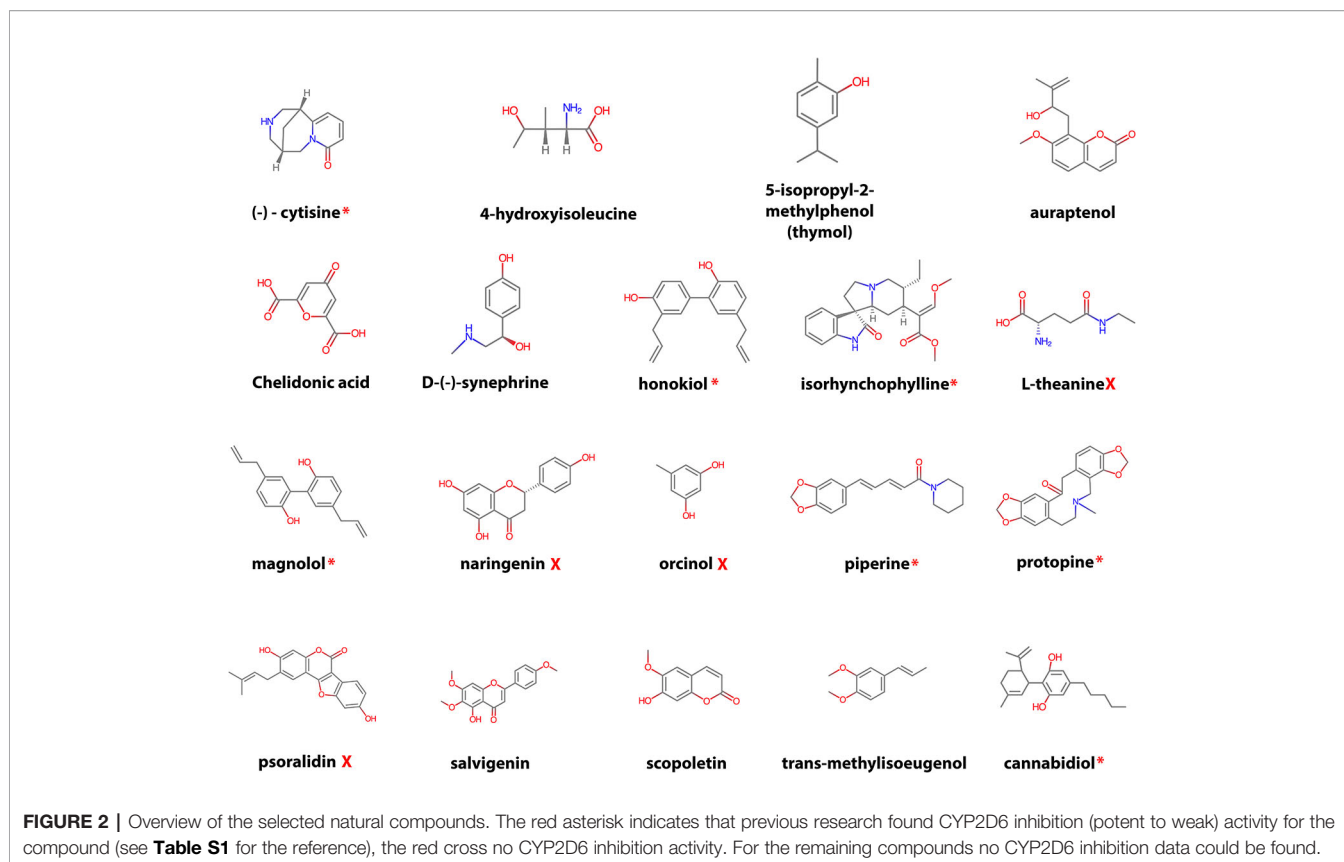 (-) - cytisine*
4-hydroxyisoleucine
5-isopropyl-2-
methylphenol
(thymol)
auraptenol
Chelidonic acid
D-(-)-synephrine
honokiol *
isorhynchophylline*
L-theanineX
magnolol*
naringenin X
orcinol X
piperine*
protopine*
psoralidin X
salvigenin
scopoletin
trans-methylisoeugenol
cannabidiol*
FIGURE 2 | Overview of the selected natural compounds. The red asterisk indicates that previous research found CYP2D6 inhibition (potent to weak) activity for the
compound (see Table S1 for the reference), the red cross no CYP2D6 inhibition activity. For the remaining compounds no CYP2D6 inhibition data could be found.